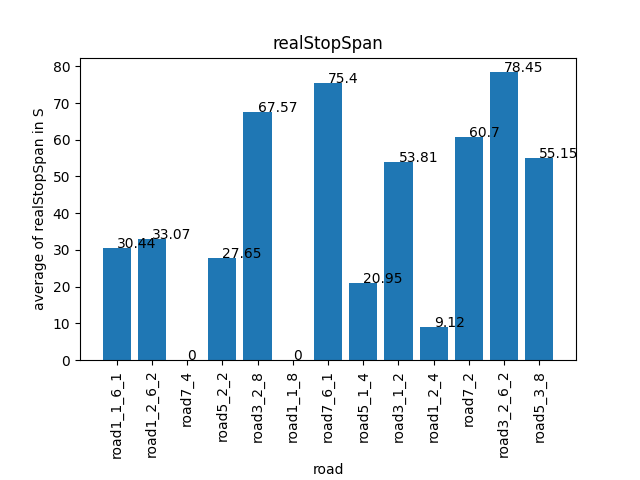 realStopSpan
average of realStopSpan in S
80
70
60
50
40
30
20
10
0
30.44
33.07
0
27.65
67.57
0
75.4
20.95
53.81
9.12
60.7
78.45
55.15
road1_1_6_1
road1_2_6_2
road7_4
road5_2_2
road3_2_8
road1_1_8
road7_6_1
road5_1_4
road3_1_2
road1_2_4
road7_2
road3_2_6_2
road5_3_8
road